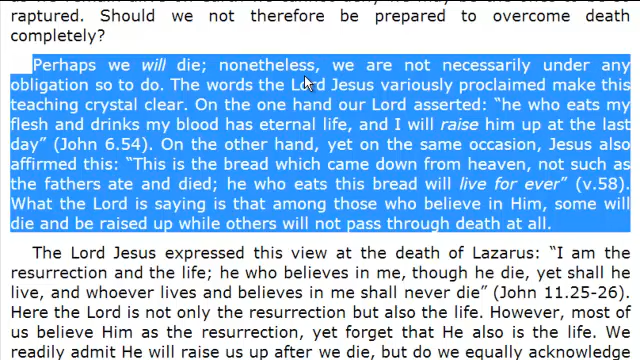 raptured. Should we not therefore be prepared to overcome death
completely?
Perhaps we will die; nonetheless, we are not necessarily under any
obligation so to do. The words the Lord Jesus variously proclaimed make this
teaching crystal clear. On the one hand our Lord asserted: “he who eats my
flesh and drinks my blood has eternal life, and I will raise him up at the last
day” (John 6.54). On the other hand, yet on the same occasion, Jesus also
affirmed this: “This is the bread which came down from heaven, not such as
the fathers ate and died; he who eats this bread will live for ever” (v.58).
What the Lord is saying is that among those who believe in Him, some will
die and be raised up while others will not pass through death at all.
The Lord Jesus expressed this view at the death of Lazarus: “I am the
resurrection and the life; he who believes in me, though he die, yet shall he
live, and whoever lives and believes in me shall never die” (John 11.25-26).
Here the Lord is not only the resurrection but also the life. However, most of
us believe Him as the resurrection, yet forget that He also is the life. We
readily admit He will raise us up after we die, but do we equally acknowledge